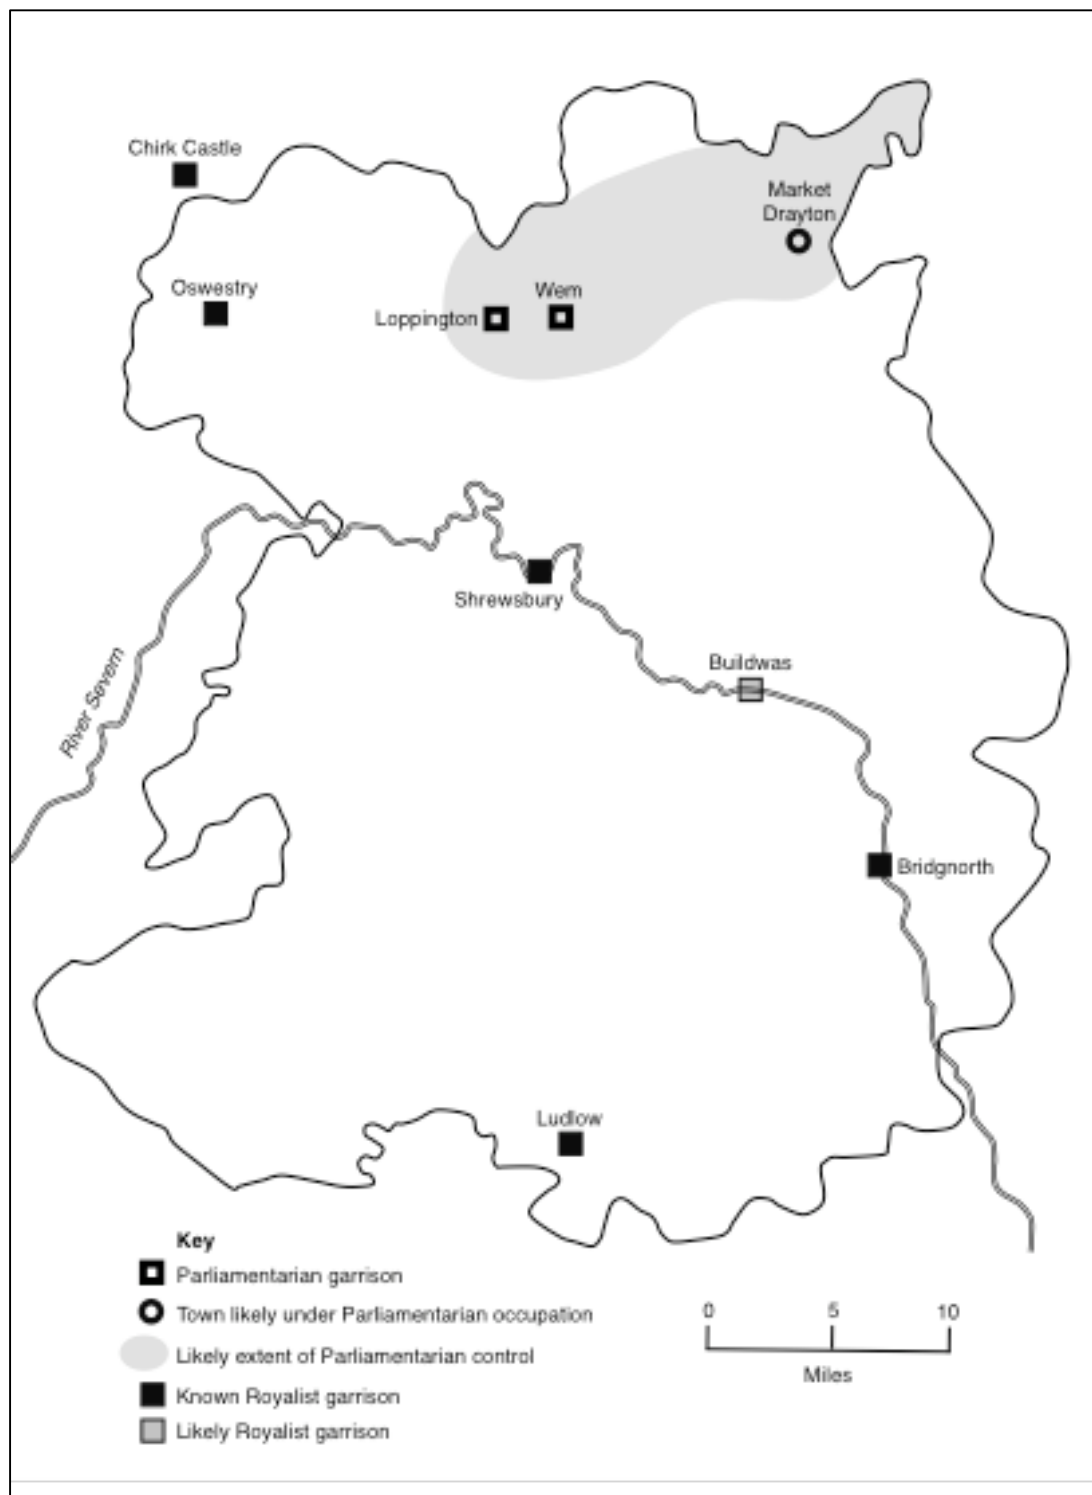 Chirk Castle
Market
Drayton
Oswestry
Wem
Loppington
Shrewsbury
River Severn
Buildwas
Bridgnorth
Ludlow
Key
Parliamentarian garrison
Town likely under Parliamentarian occupation
Likely extent of Parliamentarian control
Known Royalist garrison
Likely Royalist garrison
0 5 10
Miles